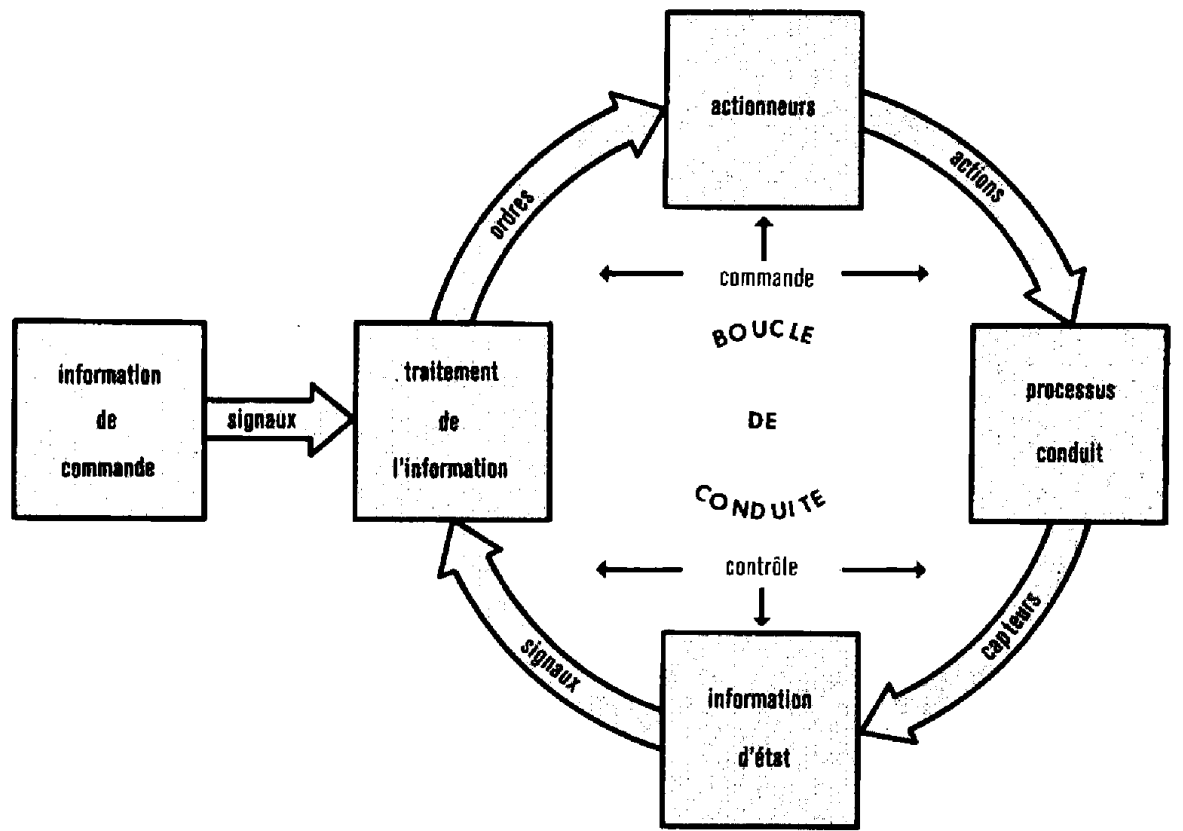 actionneurs
ordres
actions
commande
BOUCLE
information
de
commande
signaux
traitement
de
l'information
DE
processus
conduit
CONDUITE
contrôle
signaux
capteurs
information
d'état